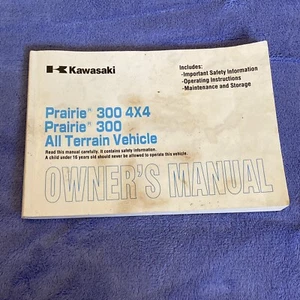 Kawasaki
Includes:
-Important Safety Information
-Operating Instructions
-Maintenance and Storage
Prairie™ 300 4X4
Prairie™ 300
All Terrain Vehicle
Read this manual carefully. It contains safety information.
A child under 16 years old should never be allowed to operate this vehicle.
OWNER'S MANUAL